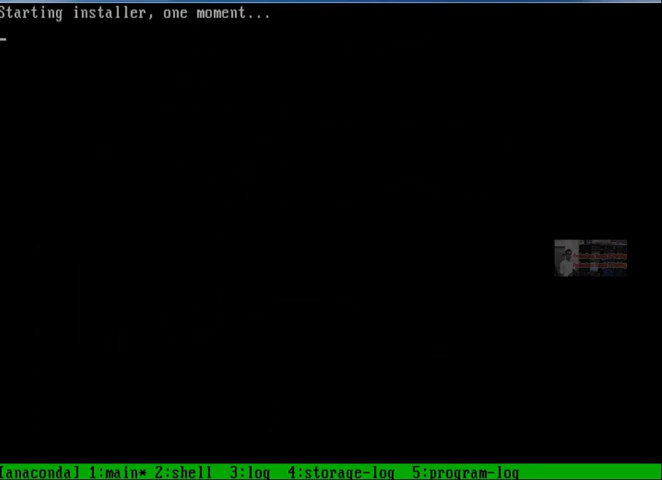 Starting installer, one moment...
[anaconda] 1:main* 2:shell  3:log  4:storage-log  5:program-log